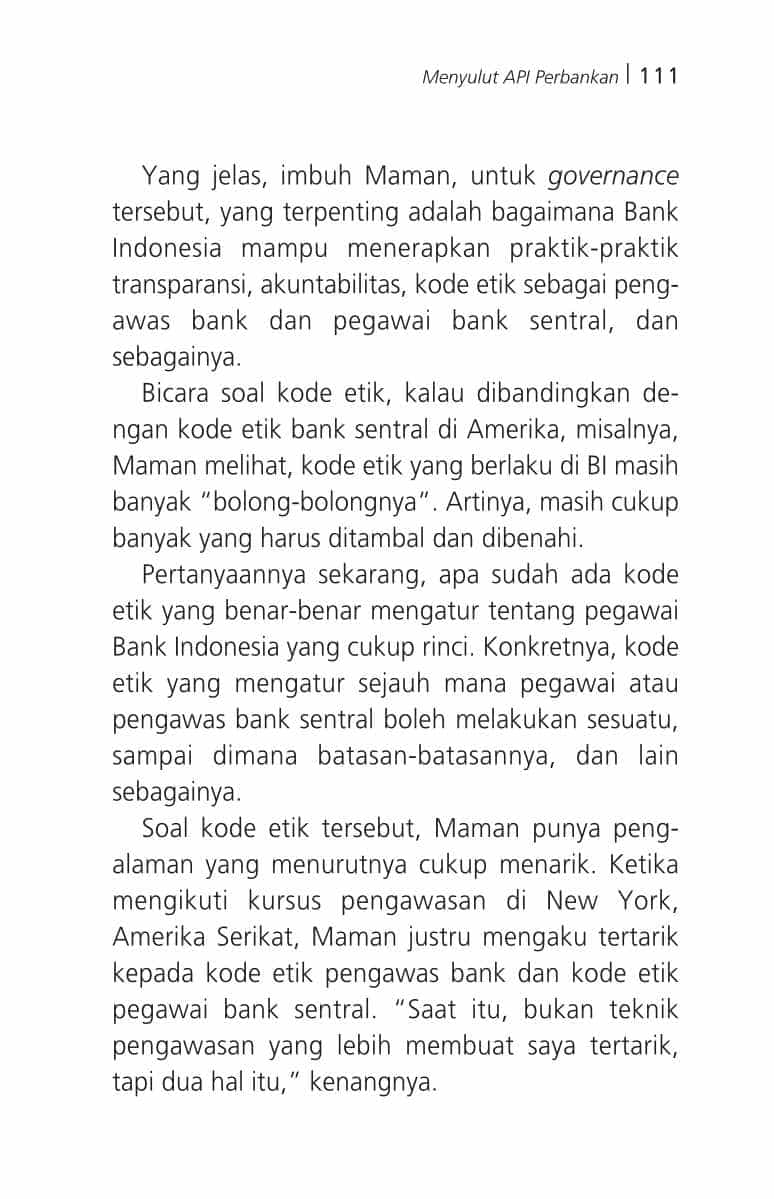 Menyulut API Perbankan | 111
Yang jelas, imbuh Maman, untuk governance
tersebut, yang terpenting adalah bagaimana Bank
Indonesia mampu menerapkan praktik-praktik
transparansi, akuntabilitas, kode etik sebagai peng-
awas bank dan pegawai bank sentral, dan
sebagainya.
Bicara soal kode etik, kalau dibandingkan de-
ngan kode etik bank sentral di Amerika, misalnya,
Maman melihat, kode etik yang berlaku di BI masih
banyak “bolong-bolongnya”. Artinya, masih cukup
banyak yang harus ditambal dan dibenahi.
Pertanyaannya sekarang, apa sudah ada kode
etik yang benar-benar mengatur tentang pegawai
Bank Indonesia yang cukup rinci. Konkretnya, kode
etik yang mengatur sejauh mana pegawai atau
pengawas bank sentral boleh melakukan sesuatu,
sampai dimana batasan-batasannya, dan lain
sebagainya.
Soal kode etik tersebut, Maman punya peng-
alaman yang menurutnya cukup menarik. Ketika
mengikuti kursus pengawasan di New York,
Amerika Serikat, Maman justru mengaku tertarik
kepada kode etik pengawas bank dan kode etik
pegawai bank sentral. “Saat itu, bukan teknik
pengawasan yang lebih membuat saya tertarik,
tapi dua hal itu,” kenangnya.